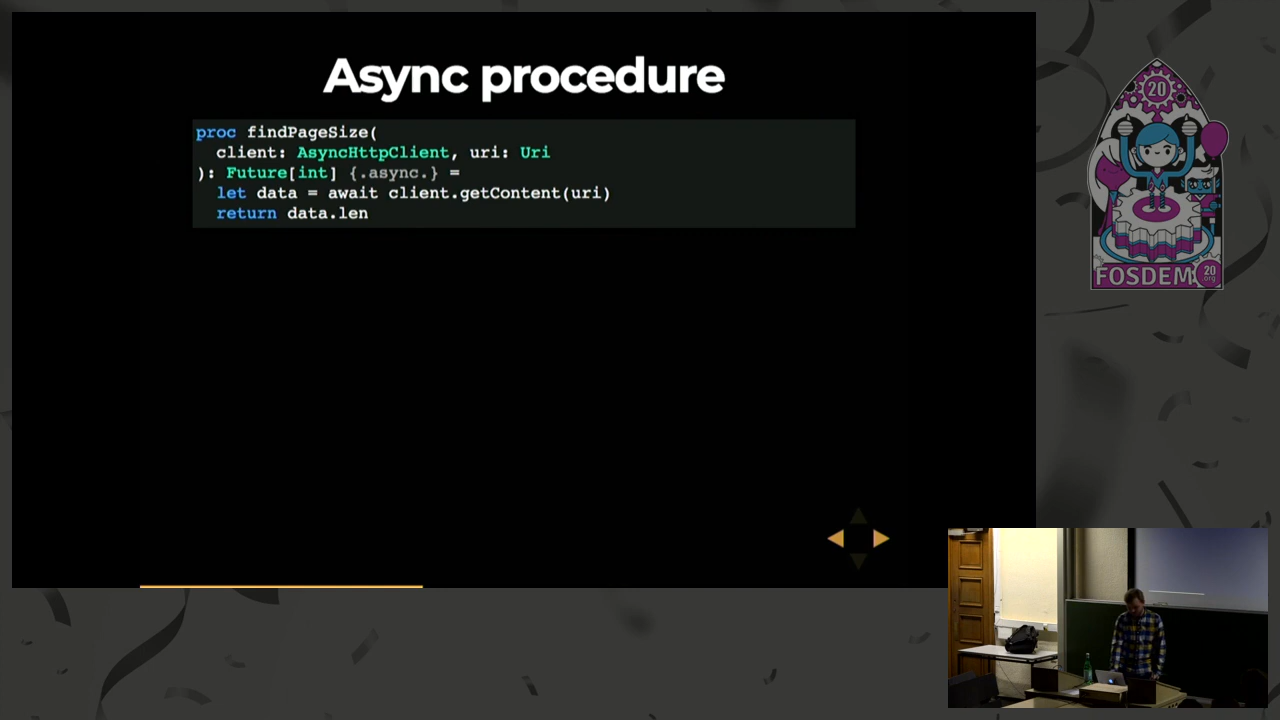 Async procedure
proc findPageSize(
  client: AsyncHttpClient, uri: Uri
): Future[int] {.async.} =
  let data = await client.getContent(uri)
  return data.len
20
FOSDEM
20
.org